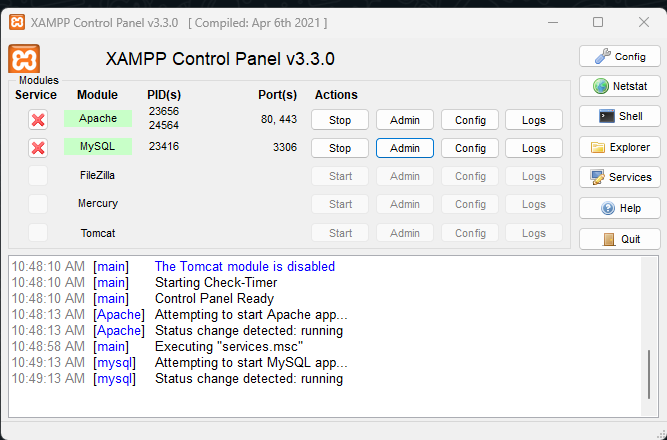 XAMPP Control Panel v3.3.0 [ Compiled: Apr 6th 2021 ]
XAMPP Control Panel v3.3.0
Config
Netstat
Shell
Explorer
Services
Help
Quit
Modules
Service Module PID(s) Port(s) Actions
Apache 23656 24564 80, 443 Stop Admin Config Logs
MySQL 23416 3306 Stop Admin Config Logs
FileZilla Start Admin Config Logs
Mercury Start Admin Config Logs
Tomcat Start Admin Config Logs
10:48:10 AM [main] The Tomcat module is disabled
10:48:10 AM [main] Starting Check-Timer
10:48:10 AM [main] Control Panel Ready
10:48:13 AM [Apache] Attempting to start Apache app...
10:48:13 AM [Apache] Status change detected: running
10:48:58 AM [main] Executing "services.msc"
10:49:13 AM [mysql] Attempting to start MySQL app...
10:49:13 AM [mysql] Status change detected: running